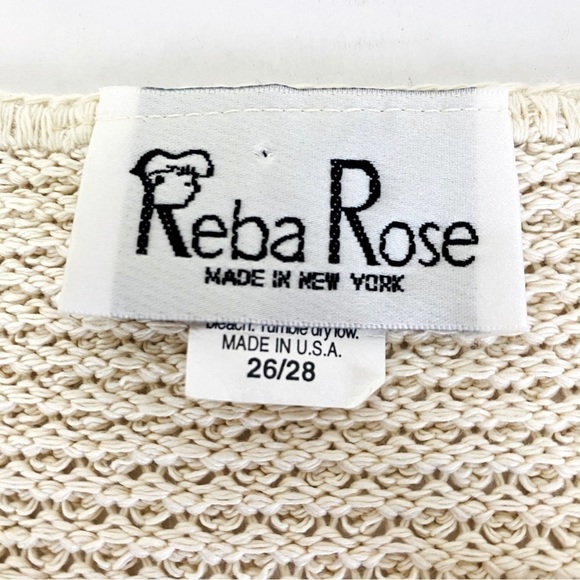 Reba Rose
MADE IN NEW YORK
bleach. Tumble dry low.
MADE IN U.S.A.
26/28